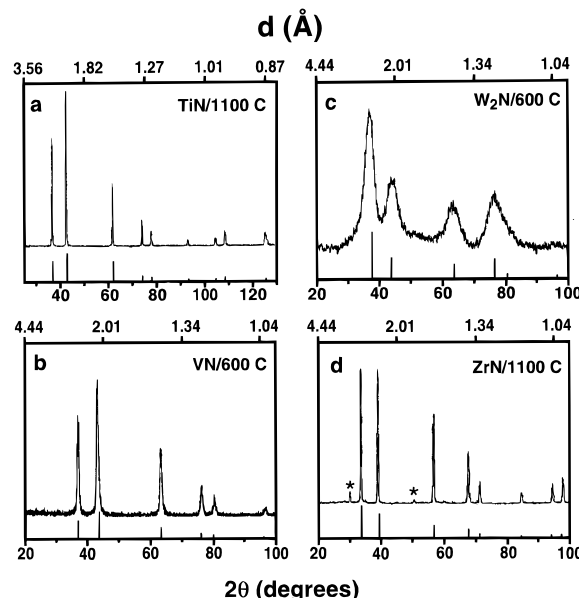 d (Å)
3.56 1.82 1.27 1.01 0.87
a
TiN/1100 C
40 60 80 100 120
4.44 2.01 1.34 1.04
c
W₂N/600 C
20 40 60 80 100
4.44 2.01 1.34 1.04
b
VN/600 C
20 40 60 80 100
4.44 2.01 1.34 1.04
d
ZrN/1100 C
* *
20 40 60 80 100
2θ (degrees)